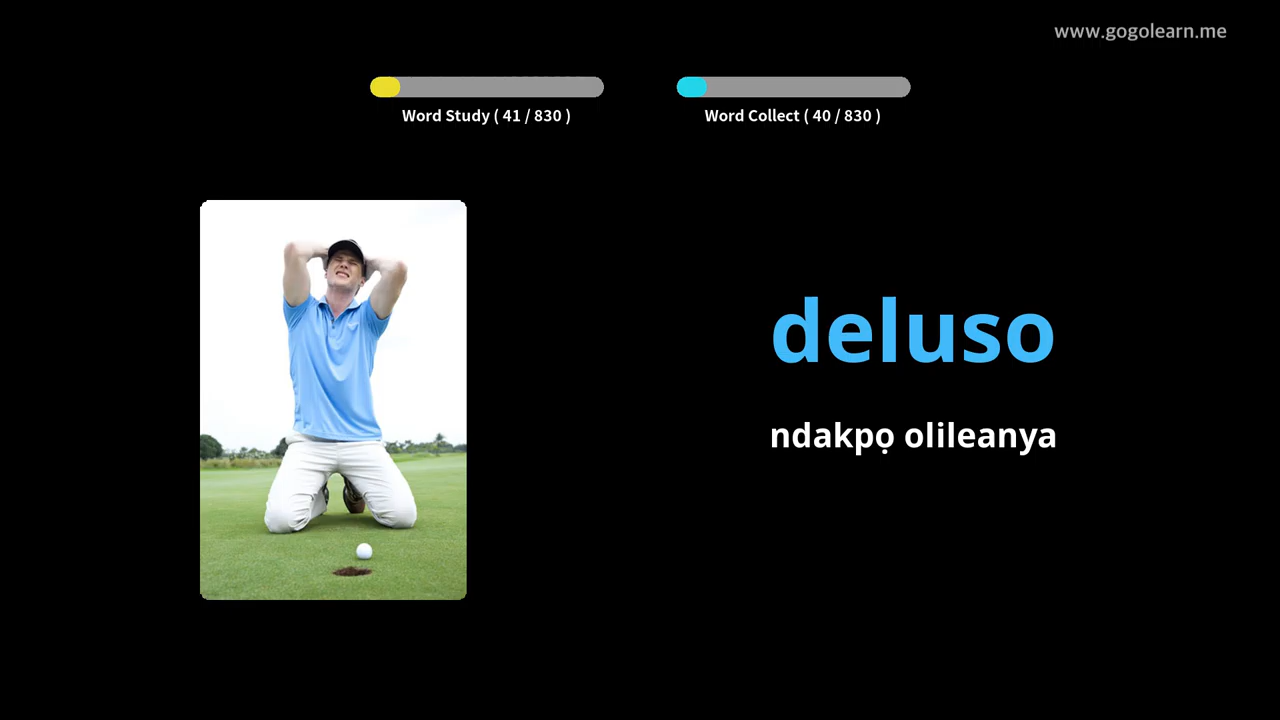 www.gogolearn.me
Word Study ( 41 / 830 )
Word Collect ( 40 / 830 )
deluso
ndakpọ olileanya